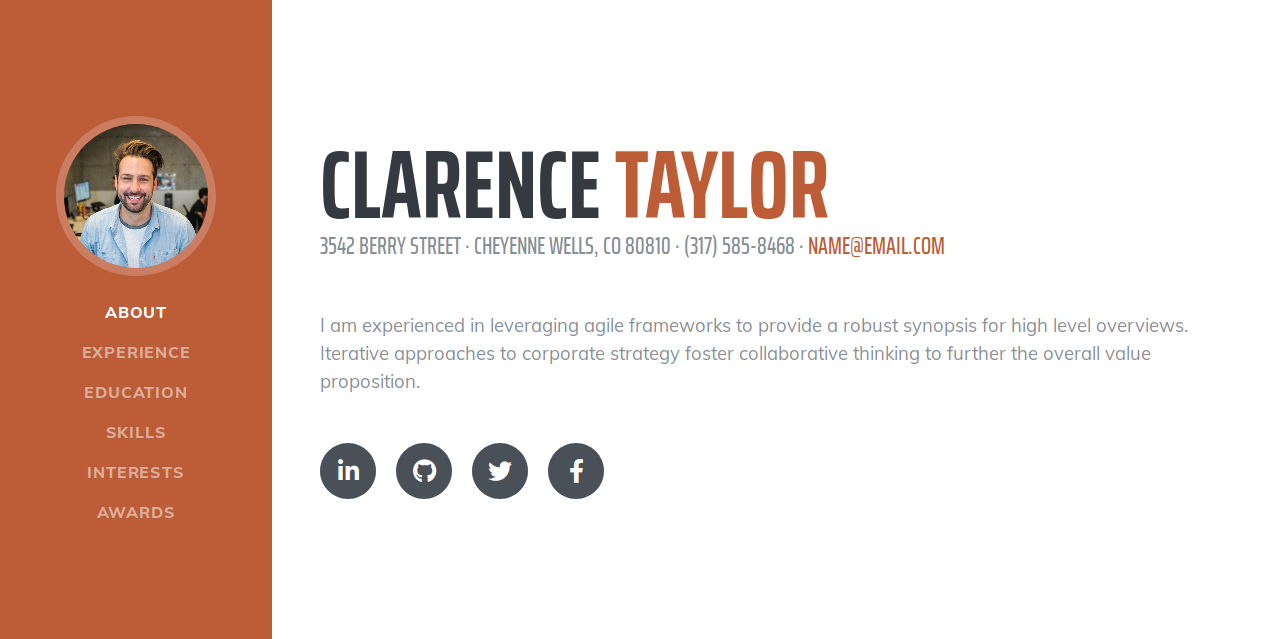 ABOUT
EXPERIENCE
EDUCATION
SKILLS
INTERESTS
AWARDS
CLARENCE TAYLOR
3542 BERRY STREET · CHEYENNE WELLS, CO 80810 · (317) 585-8468 · NAME@EMAIL.COM
I am experienced in leveraging agile frameworks to provide a robust synopsis for high level overviews.
Iterative approaches to corporate strategy foster collaborative thinking to further the overall value
proposition.
in